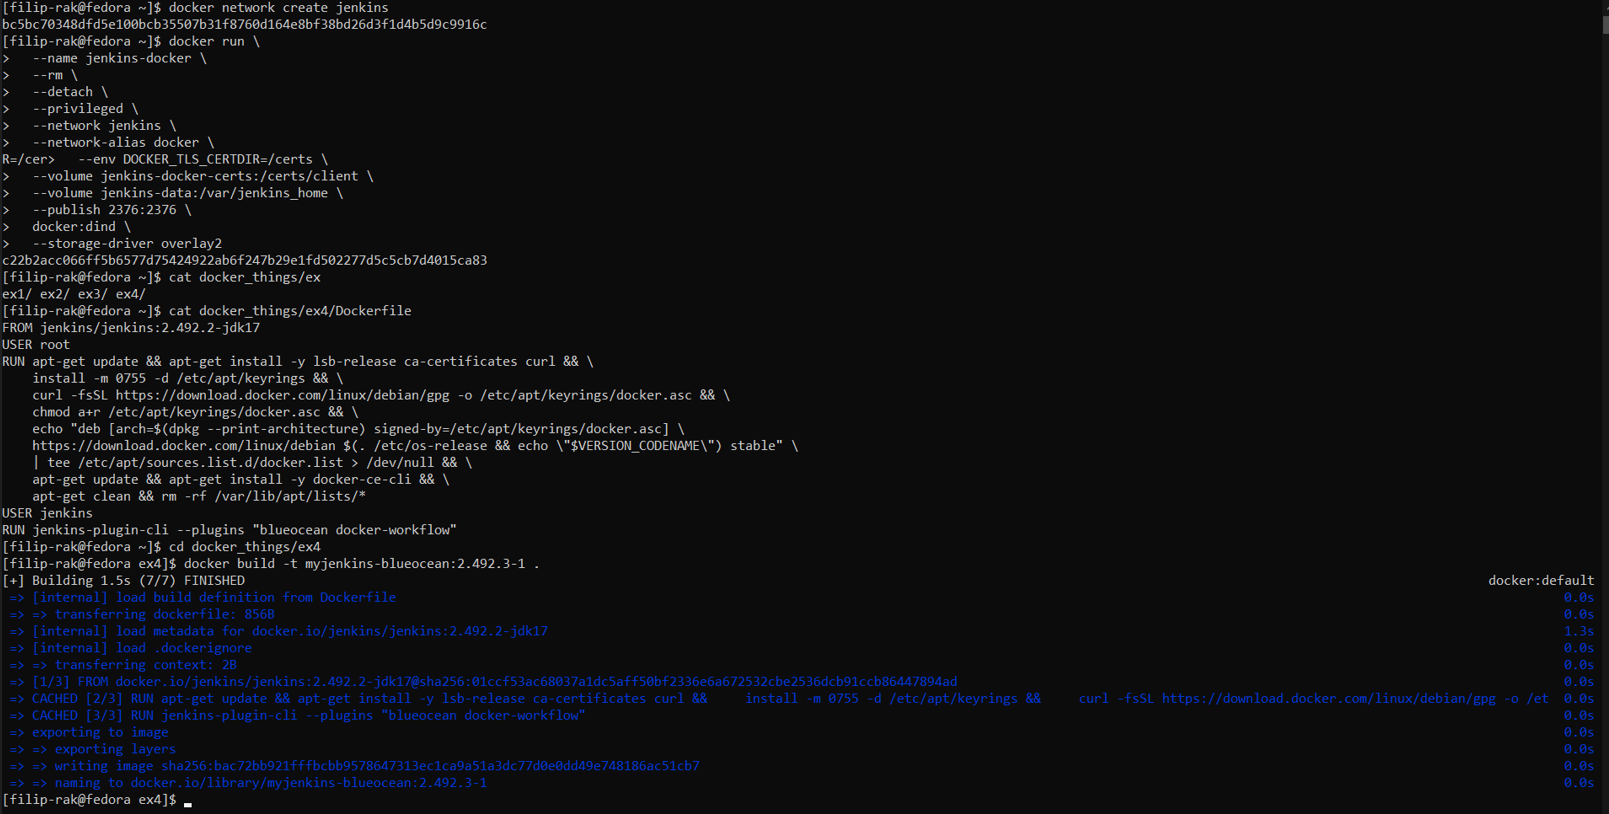 [filip-rak@fedora ~]$ docker network create jenkins
bc5bc70348dfd5e100bcb35507b31f8760d164e8bf38bd26d3f1d4b5d9c9916c
[filip-rak@fedora ~]$ docker run \
>   --name jenkins-docker \
>   --rm \
>   --detach \
>   --privileged \
>   --network jenkins \
>   --network-alias docker \
R=/cer>   --env DOCKER_TLS_CERTDIR=/certs \
>   --volume jenkins-docker-certs:/certs/client \
>   --volume jenkins-data:/var/jenkins_home \
>   --publish 2376:2376 \
>   docker:dind \
>   --storage-driver overlay2
c22b2acc066ff5b6577d75424922ab6f247b29e1fd502277d5c5cb7d4015ca83
[filip-rak@fedora ~]$ cat docker_things/ex
ex1/ ex2/ ex3/ ex4/
[filip-rak@fedora ~]$ cat docker_things/ex4/Dockerfile
FROM jenkins/jenkins:2.492.2-jdk17
USER root
RUN apt-get update && apt-get install -y lsb-release ca-certificates curl && \
    install -m 0755 -d /etc/apt/keyrings && \
    curl -fsSL https://download.docker.com/linux/debian/gpg -o /etc/apt/keyrings/docker.asc && \
    chmod a+r /etc/apt/keyrings/docker.asc && \
    echo "deb [arch=$(dpkg --print-architecture) signed-by=/etc/apt/keyrings/docker.asc] \
    https://download.docker.com/linux/debian $(. /etc/os-release && echo \"$VERSION_CODENAME\") stable" \
    | tee /etc/apt/sources.list.d/docker.list > /dev/null && \
    apt-get update && apt-get install -y docker-ce-cli && \
    apt-get clean && rm -rf /var/lib/apt/lists/*
USER jenkins
RUN jenkins-plugin-cli --plugins "blueocean docker-workflow"
[filip-rak@fedora ~]$ cd docker_things/ex4
[filip-rak@fedora ex4]$ docker build -t myjenkins-blueocean:2.492.3-1 .
[+] Building 1.5s (7/7) FINISHED docker:default
=> [internal] load build definition from Dockerfile 0.0s
=> => transferring dockerfile: 856B 0.0s
=> [internal] load metadata for docker.io/jenkins/jenkins:2.492.2-jdk17 1.3s
=> [internal] load .dockerignore 0.0s
=> => transferring context: 2B 0.0s
=> [1/3] FROM docker.io/jenkins/jenkins:2.492.2-jdk17@sha256:01ccf53ac68037a1dc5aff50bf2336e6a672532cbe2536dcb91ccb86447894ad 0.0s
=> CACHED [2/3] RUN apt-get update && apt-get install -y lsb-release ca-certificates curl &&     install -m 0755 -d /etc/apt/keyrings &&     curl -fsSL https://download.docker.com/linux/debian/gpg -o /et 0.0s
=> CACHED [3/3] RUN jenkins-plugin-cli --plugins "blueocean docker-workflow" 0.0s
=> exporting to image 0.0s
=> => exporting layers 0.0s
=> => writing image sha256:bac72bb921fffbcbb9578647313ec1ca9a51a3dc77d0e0dd49e748186ac51cb7 0.0s
=> => naming to docker.io/library/myjenkins-blueocean:2.492.3-1 0.0s
[filip-rak@fedora ex4]$